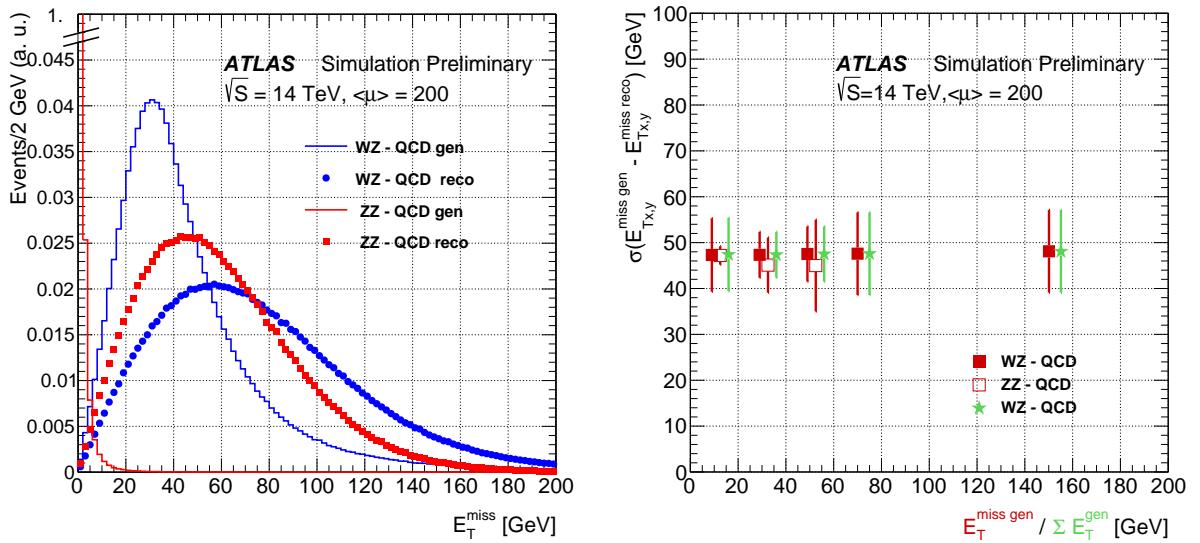 Events/2 GeV (a. u.)
1.
0.045
0.04
0.035
0.03
0.025
0.02
0.015
0.01
0.005
0
ATLAS Simulation Preliminary
√S = 14 TeV, <μ> = 200
WZ - QCD gen
WZ - QCD reco
ZZ - QCD gen
ZZ - QCD reco
0 20 40 60 80 100 120 140 160 180 200
E_T^miss [GeV]
σ(E_Tx,y^miss gen - E_Tx,y^miss reco) [GeV]
100
90
80
70
60
50
40
30
20
10
0
ATLAS Simulation Preliminary
√S=14 TeV,<μ> = 200
WZ - QCD
ZZ - QCD
WZ - QCD
0 20 40 60 80 100 120 140 160 180 200
E_T^miss gen / Σ E_T^gen [GeV]